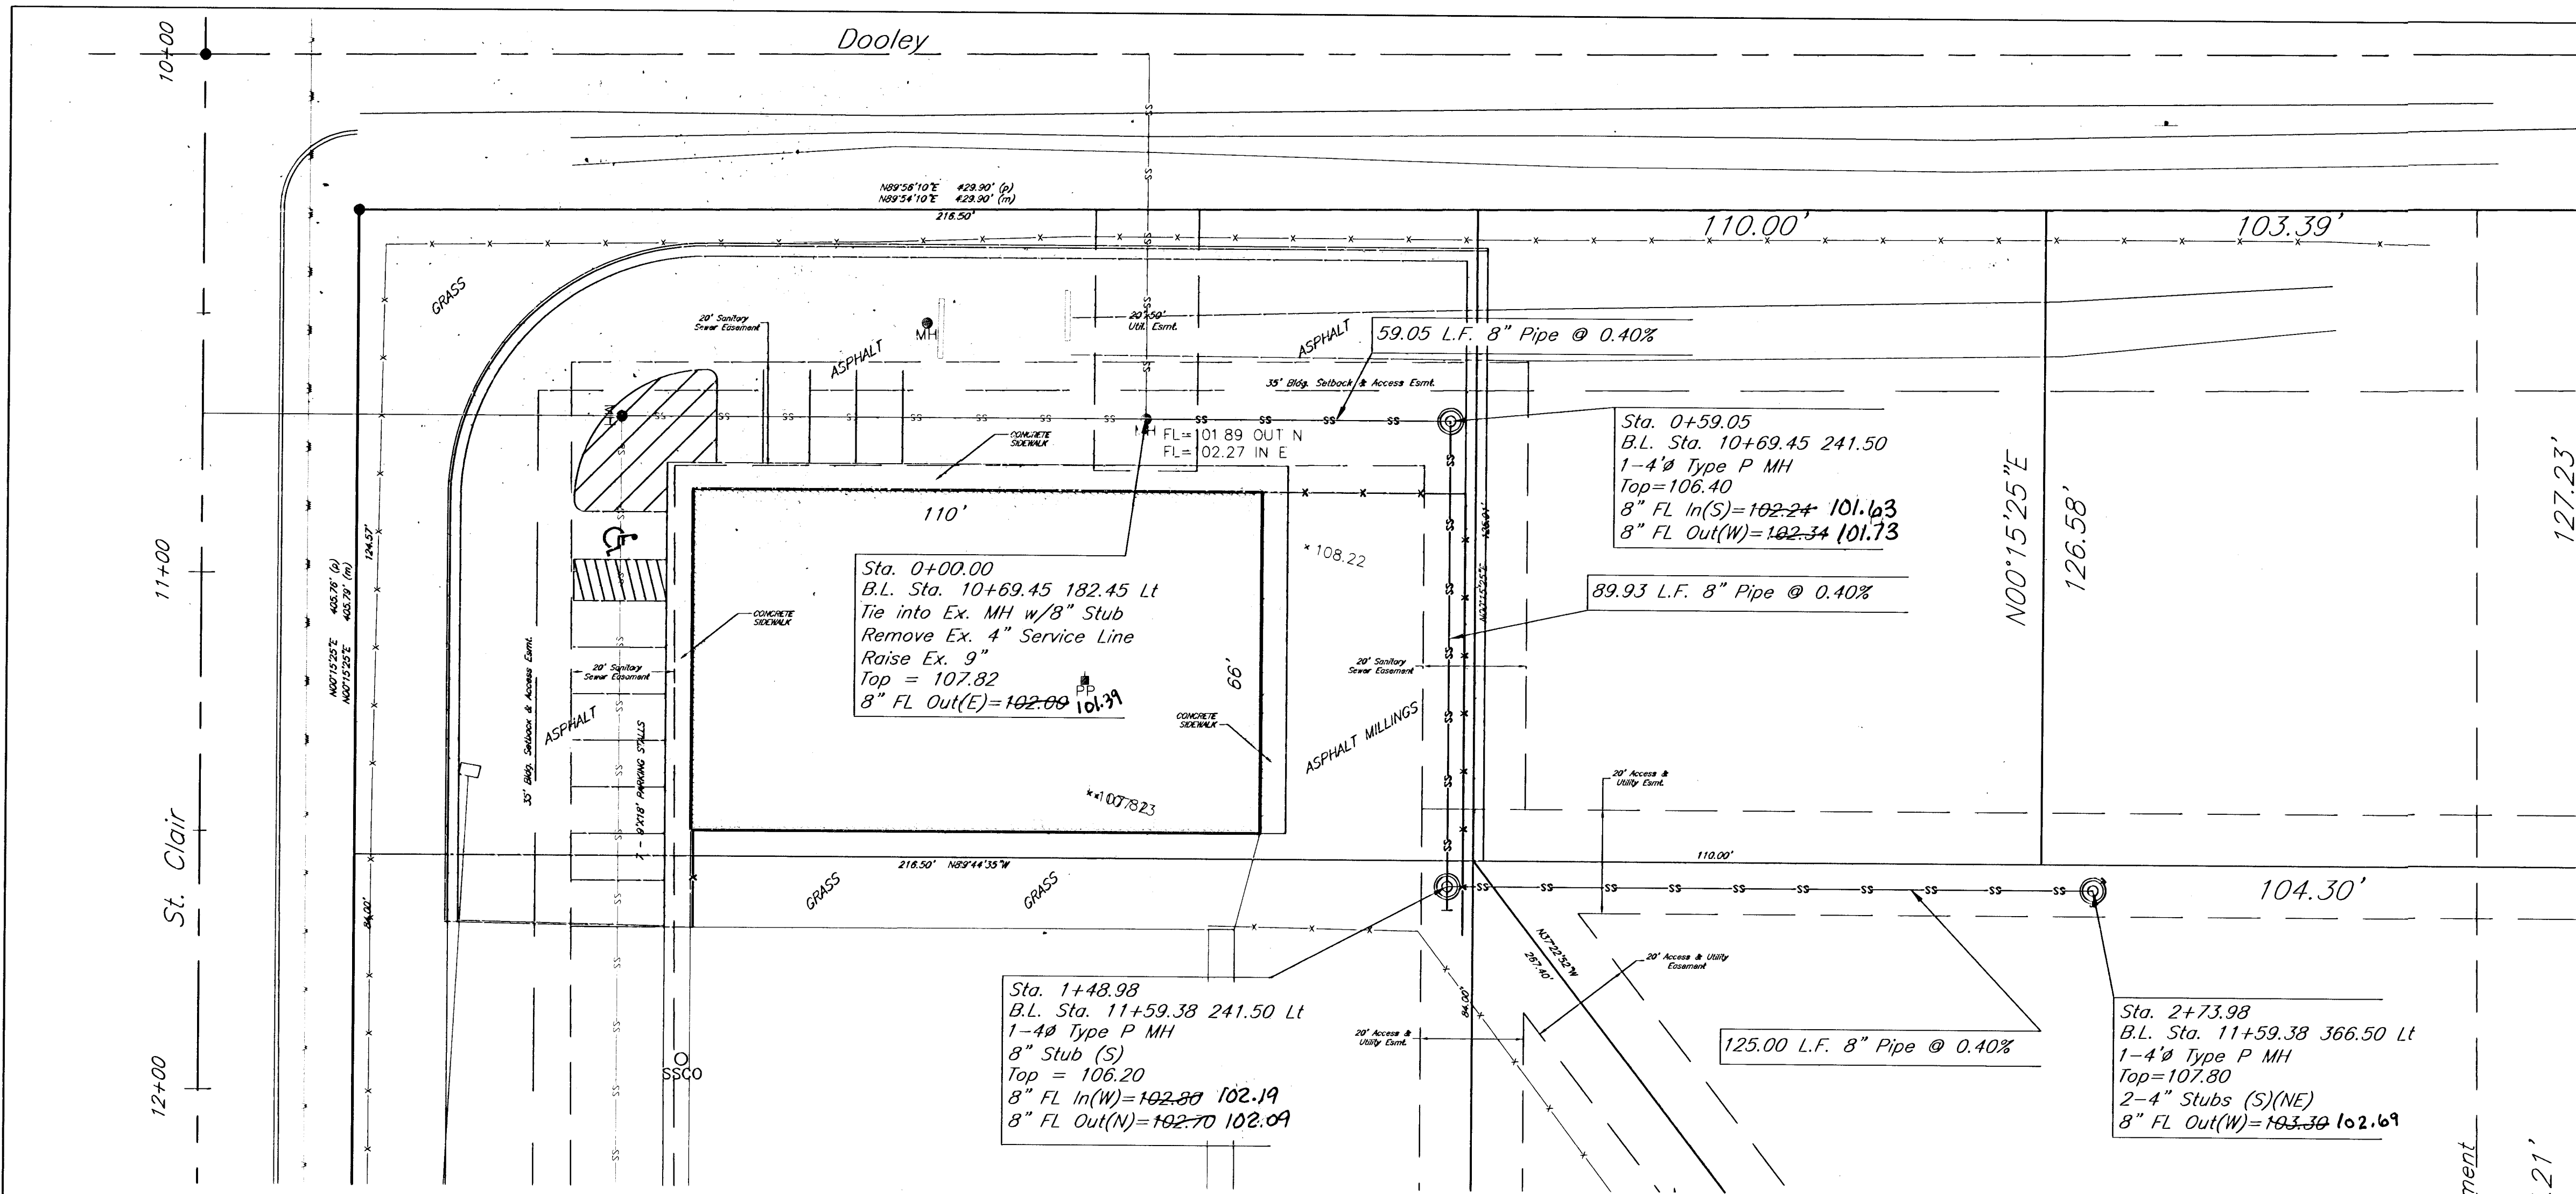 Dooley
10+00
N89°56'10"E 429.90' (p)
N89°54'10"E 429.90' (m)
216.50'
110.00'
103.39'
GRASS
20' Sanitary
Sewer Easement
MH
ASPHALT
20'x50'
Util. Esmt.
ASPHALT
59.05 L.F. 8" Pipe @ 0.40%
35' Bldg. Setback & Access Esmt.
MH
SS
CONCRETE
SIDEWALK
MH
FL=101.89 OUT N
FL=102.27 IN E
Sta. 0+59.05
B.L. Sta. 10+69.45 241.50
1-4'ø Type P MH
Top=106.40
8" FL In(S)=102.24 101.63
8" FL Out(W)=102.34 101.73
N00°15'25"E
126.58'
127.23'
110'
11+00
124.57'
N00°15'25"E 405.76' (p)
N00°15'25"E 405.79' (m)
Sta. 0+00.00
B.L. Sta. 10+69.45 182.45 Lt
Tie into Ex. MH w/8" Stub
Remove Ex. 4" Service Line
Raise Ex. 9"
Top = 107.82
8" FL Out(E)=102.00 101.39
PP
108.22
N00°15'25"E
89.93 L.F. 8" Pipe @ 0.40%
CONCRETE
SIDEWALK
20' Sanitary
Sewer Easement
66'
20' Sanitary
Sewer Easement
35' Bldg. Setback & Access Esmt.
ASPHALT
7 - 9'X18' PARKING STALLS
CONCRETE
SIDEWALK
ASPHALT MILLINGS
20' Access &
Utility Esmt.
St. Clair
216.50' N89°44'35"W
110.00'
GRASS
GRASS
104.30'
84.00'
N37°22'52"W
267.40'
84.00'
20' Access & Utility
Easement
Sta. 1+48.98
B.L. Sta. 11+59.38 241.50 Lt
1-4ø Type P MH
8" Stub (S)
Top = 106.20
8" FL In(W)=102.80 102.19
8" FL Out(N)=102.70 102.09
20' Access &
Utility Esmt.
125.00 L.F. 8" Pipe @ 0.40%
Sta. 2+73.98
B.L. Sta. 11+59.38 366.50 Lt
1-4'ø Type P MH
Top=107.80
2-4" Stubs (S)(NE)
8" FL Out(W)=103.30 102.69
SSCO
12+00
ment
.21'